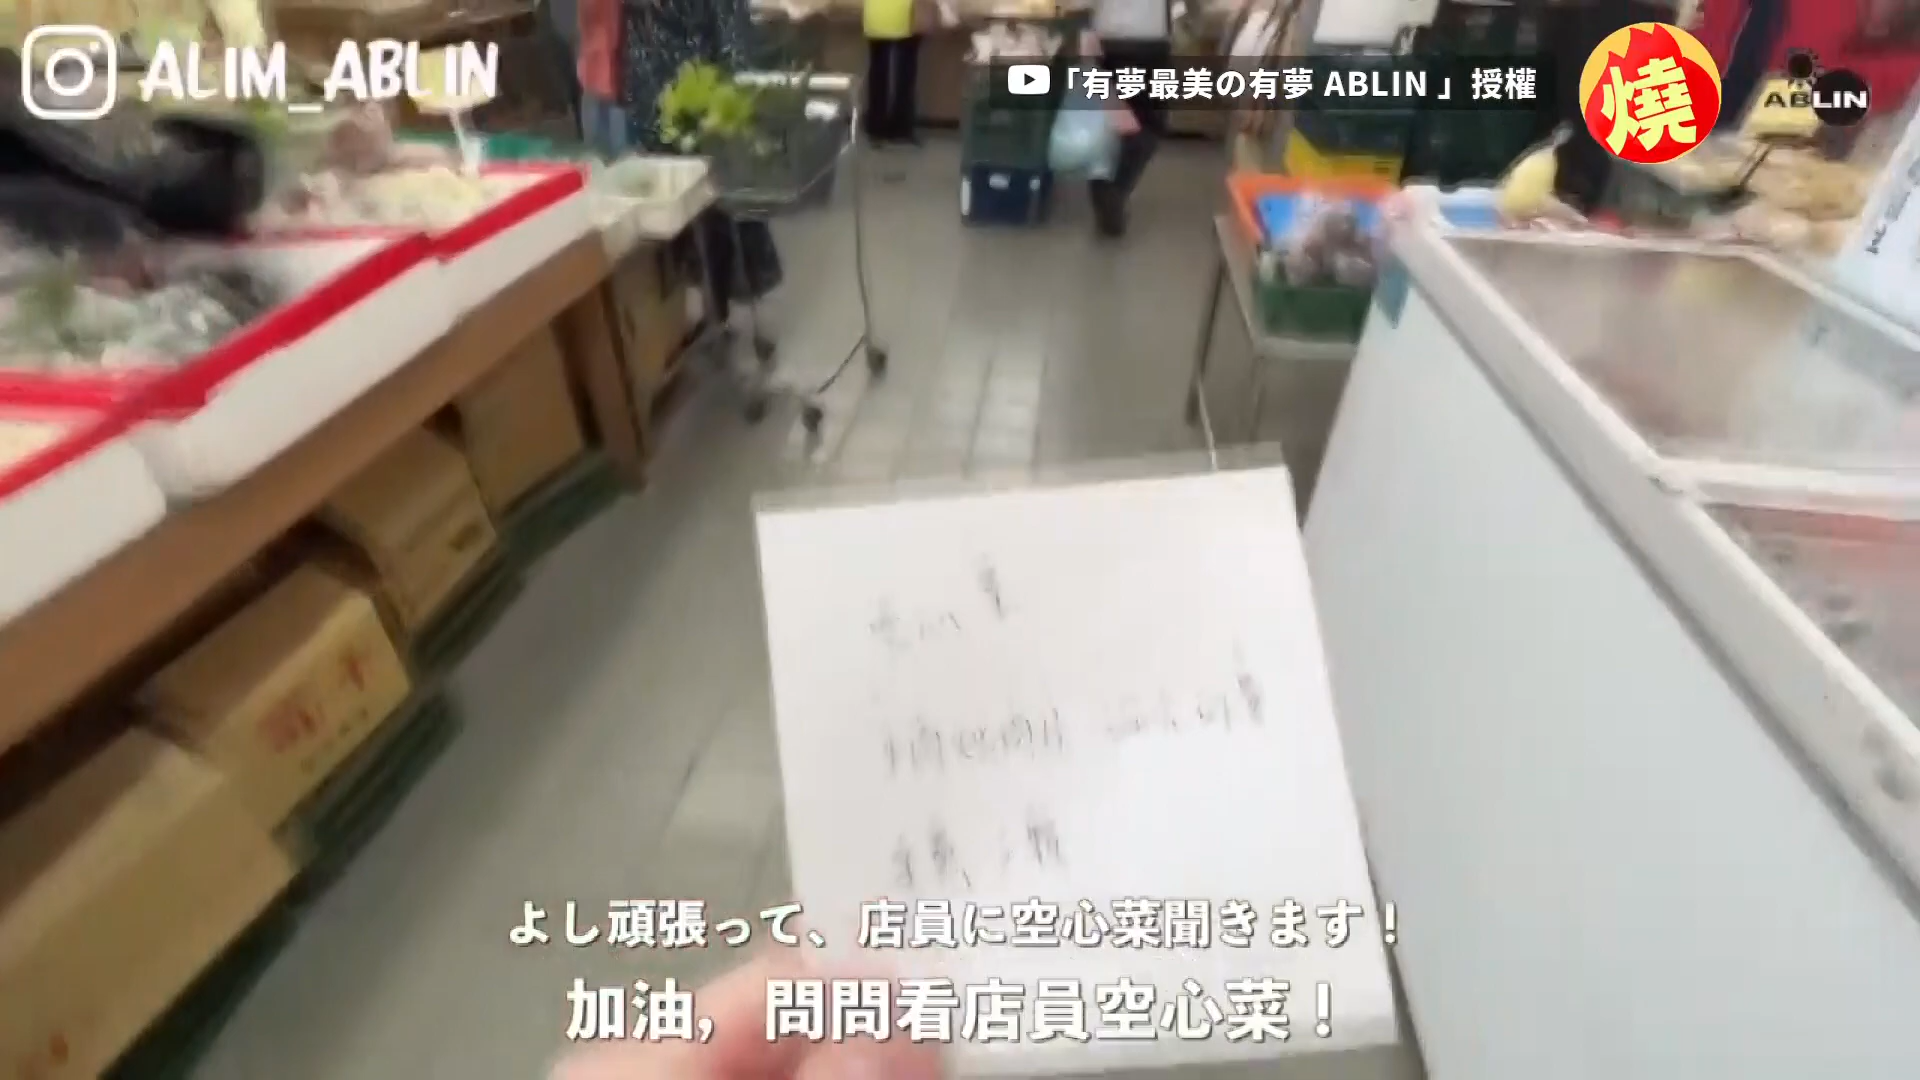 ALIM_ABLIN
「有夢最美の有夢 ABLIN 」授權
燒
ABLIN
よし頑張って、店員に空心菜聞きます！
加油，問問看店員空心菜！